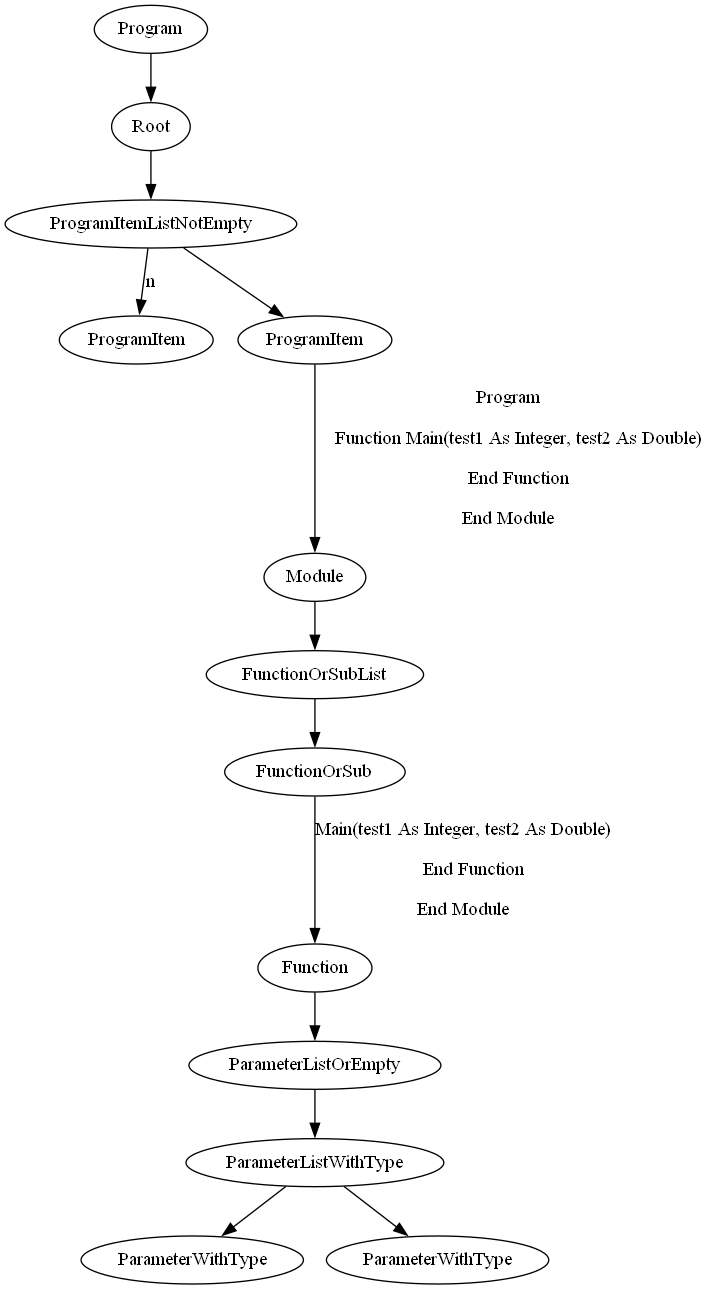 Program
Root
ProgramItemListNotEmpty
n
ProgramItem
ProgramItem
Program
Function Main(test1 As Integer, test2 As Double)
End Function
End Module
Module
FunctionOrSubList
FunctionOrSub
Main(test1 As Integer, test2 As Double)
End Function
End Module
Function
ParameterListOrEmpty
ParameterListWithType
ParameterWithType
ParameterWithType